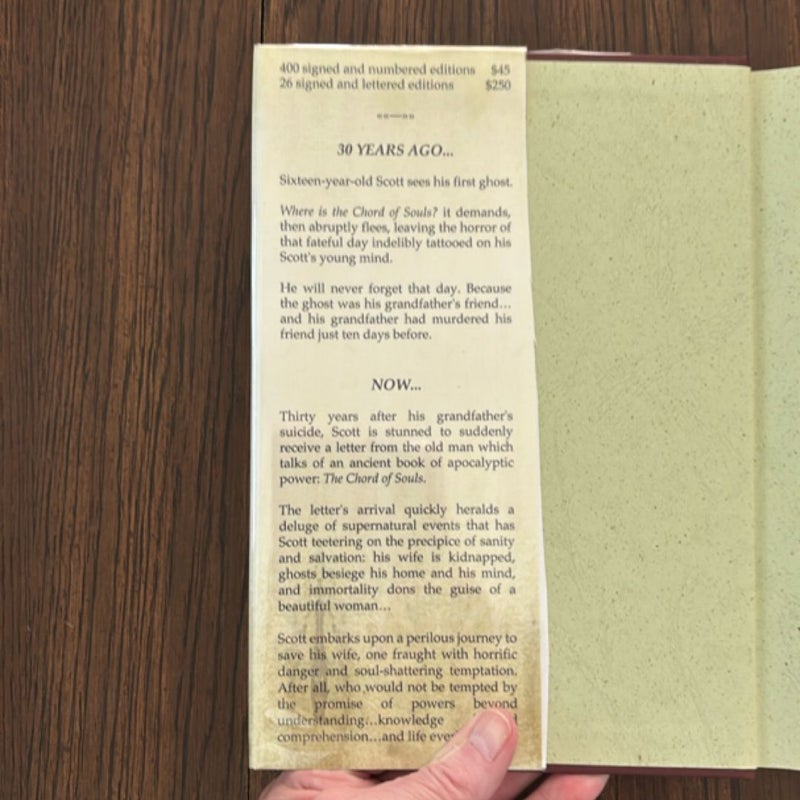 400 signed and numbered editions $45
26 signed and lettered editions $250
30 YEARS AGO...
Sixteen-year-old Scott sees his first ghost.
Where is the Chord of Souls? it demands,
then abruptly flees, leaving the horror of
that fateful day indelibly tattooed on his
Scott's young mind.
He will never forget that day. Because
the ghost was his grandfather's friend...
and his grandfather had murdered his
friend just ten days before.
NOW...
Thirty years after his grandfather's
suicide, Scott is stunned to suddenly
receive a letter from the old man which
talks of an ancient book of apocalyptic
power: The Chord of Souls.
The letter's arrival quickly heralds a
deluge of supernatural events that has
Scott teetering on the precipice of sanity
and salvation: his wife is kidnapped,
ghosts besiege his home and his mind,
and immortality dons the guise of a
beautiful woman...
Scott embarks upon a perilous journey to
save his wife, one fraught with horrific
danger and soul-shattering temptation.
After all, who would not be tempted by
the promise of powers beyond
understanding...knowledge
comprehension...and life